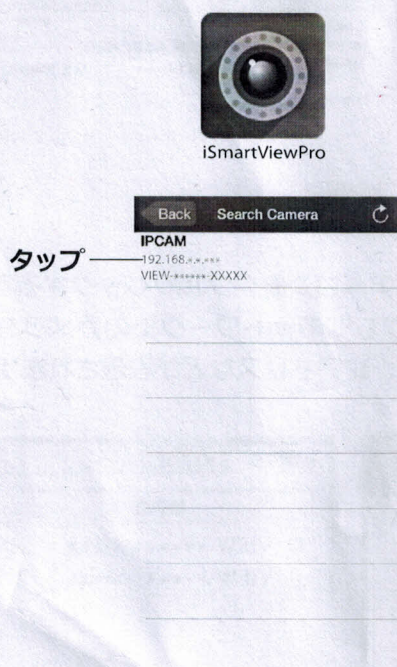 iSmartViewPro
Back Search Camera
IPCAM
タップ
192.168.*.*.***
VIEW-******-XXXXX